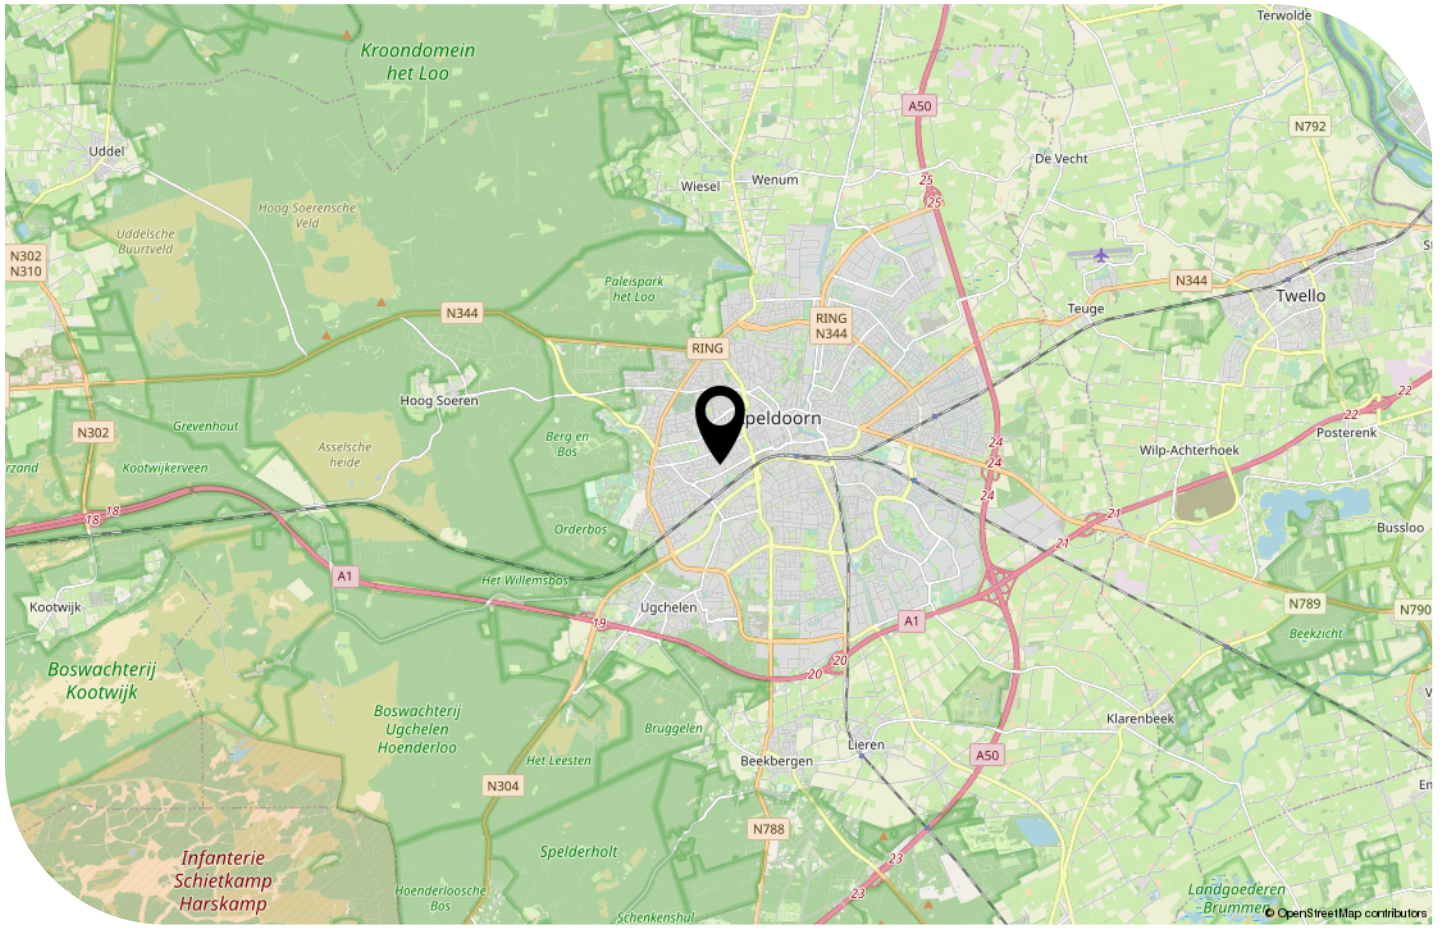 Terwolde
Kroondomein
het Loo
A50
N792
Uddel
De Vecht
Wiesel
Wenum
25
25
Hoog Soerensche
Veld
Uddelsche
Buurtveld
N302
N310
Paleispark
het Loo
N344
Twello
Teuge
N344
RING
N344
RING
22
22
Hoog Soeren
peldoorn
Grevenhout
N302
Posterenk
Berg en
Bos
Asselsche
heide
24
24
Wilp-Achterhoek
rzand
Kootwijkerveen
24
18
18
21
21
Bussloo
Orderbos
A1
Het Willemsbos
Kootwijk
Ugchelen
N789
N790
19
A1
Beekzicht
20
20
Boswachterij
Kootwijk
Boswachterij
Ugchelen
Hoenderloo
Bruggelen
Klarenbeek
Lieren
A50
Het Leesten
Beekbergen
N304
N788
Infanterie
Schietkamp
Harskamp
Spelderholt
23
23
Hoenderloosche
Bos
Landgoederen
Brummen
Schenkenshul
© OpenStreetMap contributors